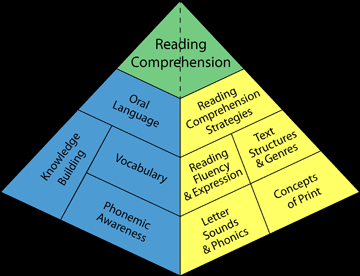 Reading
Comprehension
Oral
Language
Reading
Comprehension
Strategies
Knowledge
Building
Vocabulary
Reading
Fluency
& Expression
Text
Structures
& Genres
Phonemic
Awareness
Letter
Sounds
& Phonics
Concepts
of Print